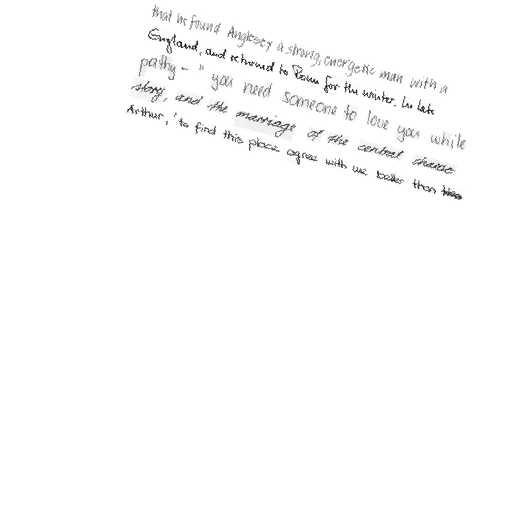 that he found Anglesey a strong, energetic man with a
England, and returned to Rome for the winter. In late
pathy - " you need someone to love you while
story, and the marriage of the central
Arthur, ' to find this place agree with me better than